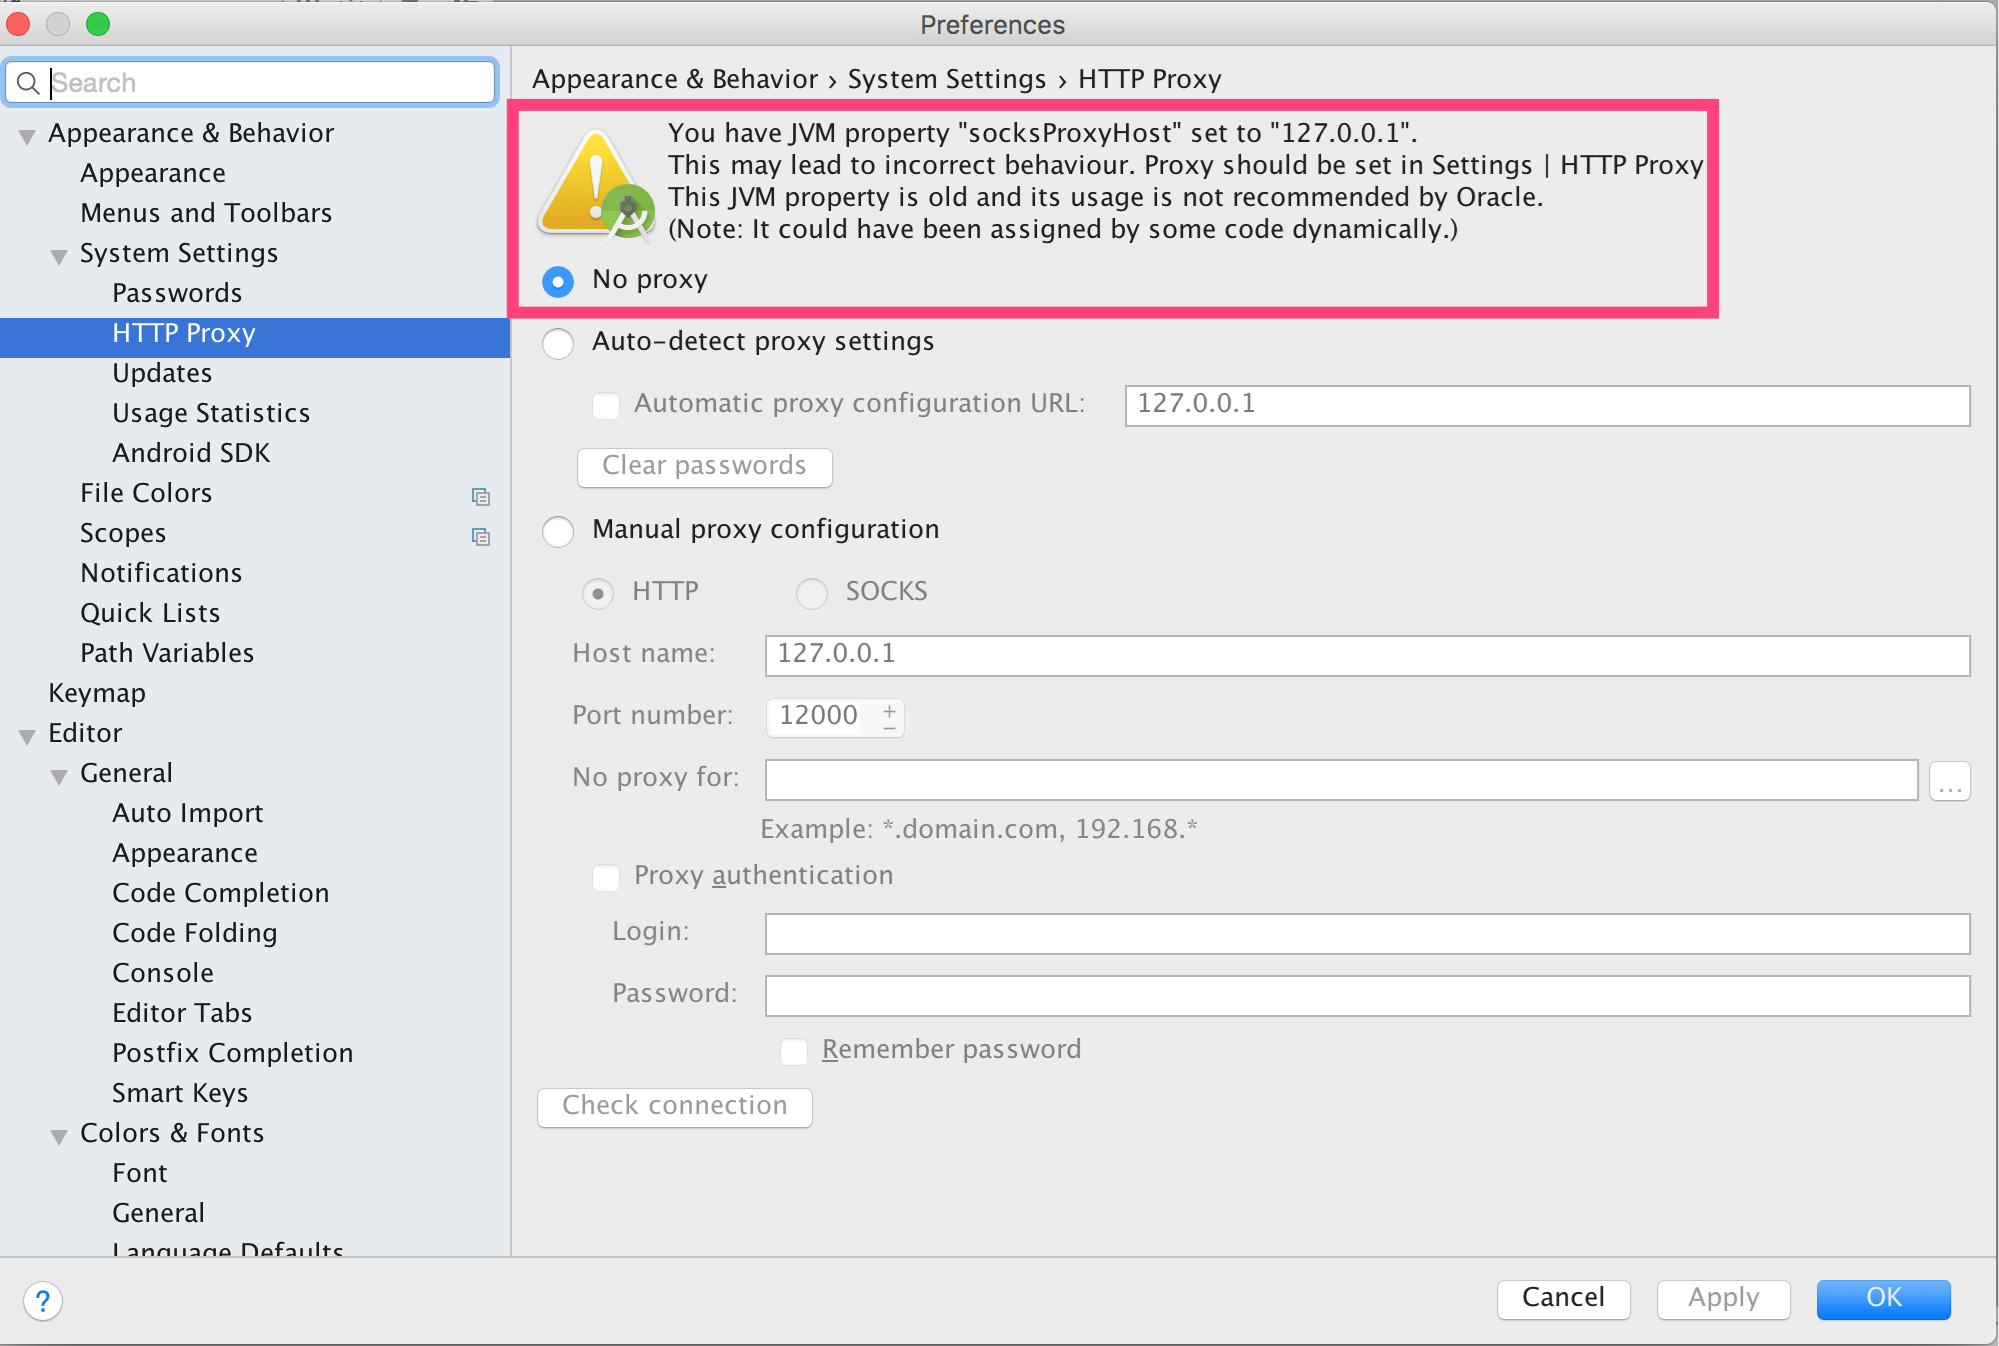 Preferences
Search
Appearance & Behavior
Appearance
Menus and Toolbars
System Settings
Passwords
HTTP Proxy
Updates
Usage Statistics
Android SDK
File Colors
Scopes
Notifications
Quick Lists
Path Variables
Keymap
Editor
General
Auto Import
Appearance
Code Completion
Code Folding
Console
Editor Tabs
Postfix Completion
Smart Keys
Colors & Fonts
Font
General
Language Defaults
Appearance & Behavior › System Settings › HTTP Proxy
You have JVM property "socksProxyHost" set to "127.0.0.1".
This may lead to incorrect behaviour. Proxy should be set in Settings | HTTP Proxy
This JVM property is old and its usage is not recommended by Oracle.
(Note: It could have been assigned by some code dynamically.)
No proxy
Auto-detect proxy settings
Automatic proxy configuration URL: 127.0.0.1
Clear passwords
Manual proxy configuration
HTTP SOCKS
Host name: 127.0.0.1
Port number: 12000
No proxy for: ...
Example: *.domain.com, 192.168.*
Proxy authentication
Login:
Password:
Remember password
Check connection
? Cancel Apply OK